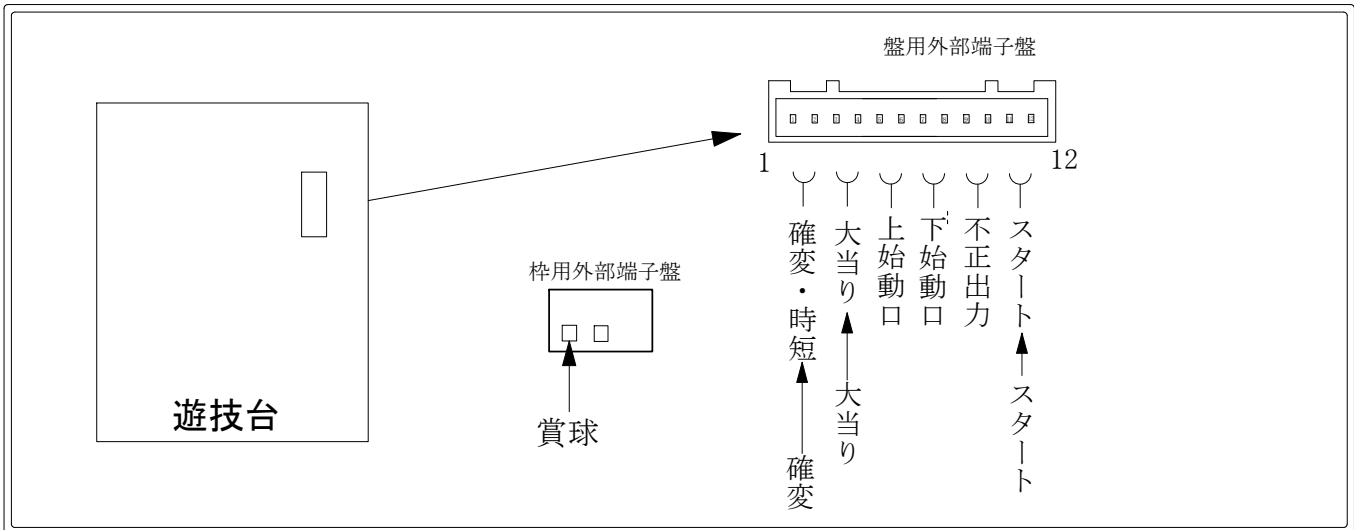 盤用外部端子盤
1
12
確変・時短
大当り
上始動口
下始動口
不正出力
スタート
確変
大当り
スタート
枠用外部端子盤
賞球
遊技台